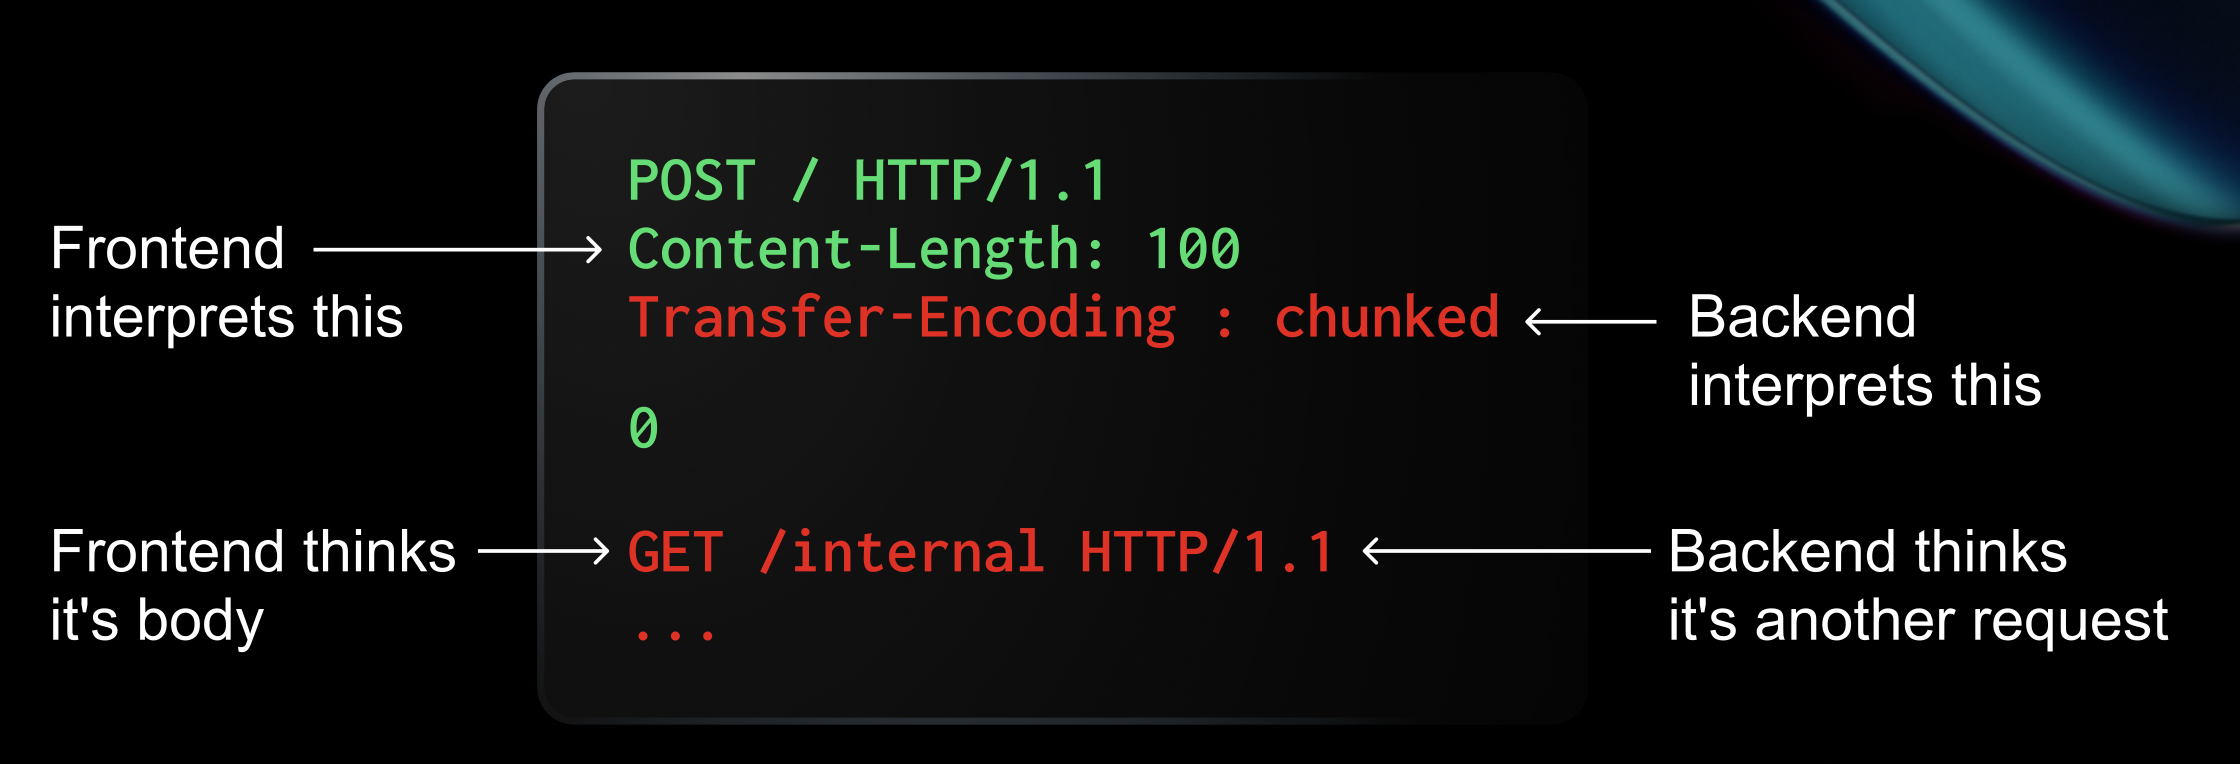 POST / HTTP/1.1
Frontend
interprets this
Content-Length: 100
Transfer-Encoding : chunked
Backend
interprets this
0
Frontend thinks
it's body
GET /internal HTTP/1.1
...
Backend thinks
it's another request